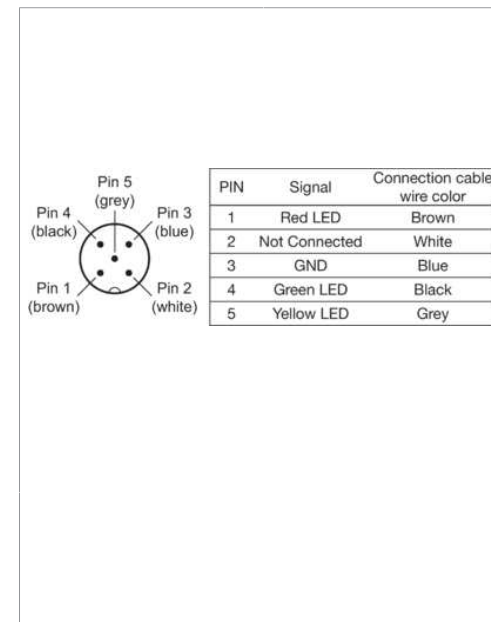 Pin 5
(grey)
Pin 4
(black)
Pin 3
(blue)
Pin 1
(brown)
Pin 2
(white)
PIN Signal Connection cable wire color
1 Red LED Brown
2 Not Connected White
3 GND Blue
4 Green LED Black
5 Yellow LED Grey